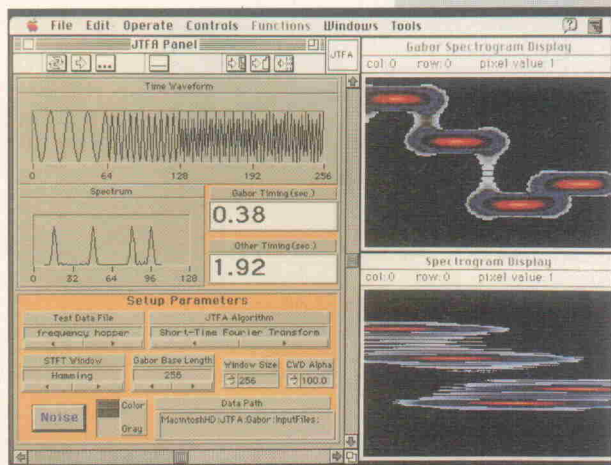 File Edit Operate Controls Functions Windows Tools
JTFA Panel
JTFA
Time Waveform
0 64 128 192 256
Spectrum
0 32 64 96 128
Gabor Timing (sec.)
0.38
Other Timing (sec.)
1.92
Setup Parameters
Test Data File
frequency hopper
JTFA Algorithm
Short-Time Fourier Transform
STFT Window
Hamming
Gabor Base Length
256
Window Size
256
CWD Alpha
100.0
Noise
Color
Gray
Data Path
MacintoshHD:JTFA:Gabor:InputFiles:
Gabor Spectrogram Display
col:0 row:0 pixel value:1
Spectrogram Display
col:0 row:0 pixel value:1